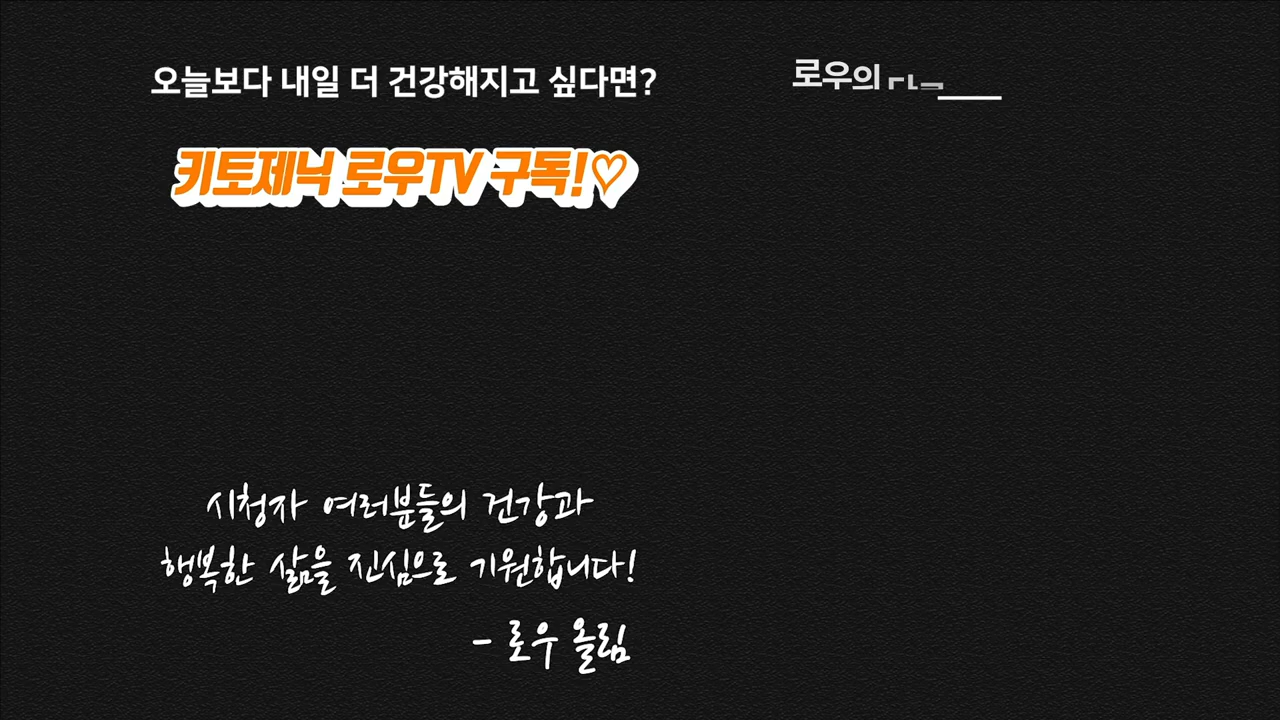 오늘보다 내일 더 건강해지고 싶다면?
키토제닉 로우TV 구독!♡
로우의
시청자 여러분들의 건강과
행복한 삶을 진심으로 기원합니다!
- 로우 올림